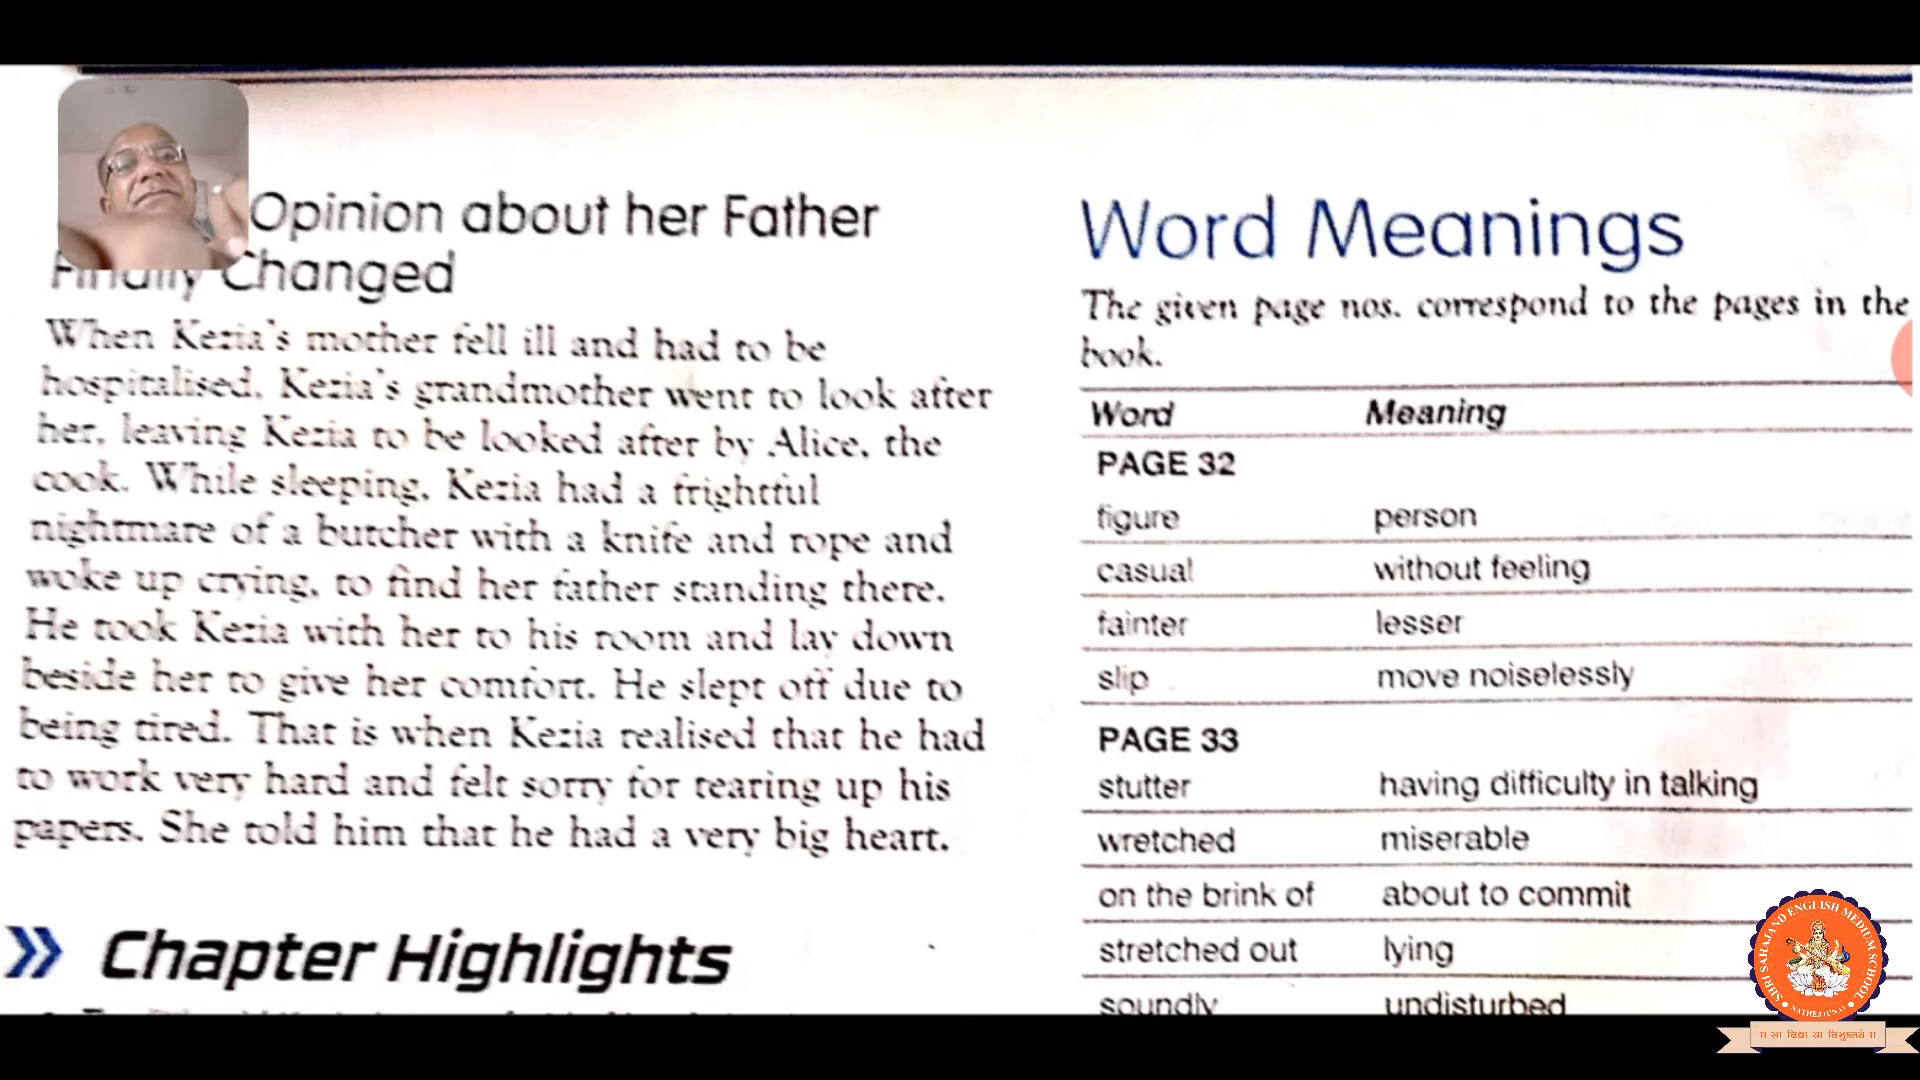 Opinion about her Father
Finally Changed
When Kezia's mother fell ill and had to be
hospitalised, Kezia's grandmother went to look after
her, leaving Kezia to be looked after by Alice, the
cook. While sleeping, Kezia had a frightful
nightmare of a butcher with a knife and rope and
woke up crying, to find her father standing there.
He took Kezia with her to his room and lay down
beside her to give her comfort. He slept off due to
being tired. That is when Kezia realised that he had
to work very hard and felt sorry for tearing up his
papers. She told him that he had a very big heart.
Chapter Highlights
Word Meanings
The given page nos. correspond to the pages in the
book.
Word Meaning
PAGE 32
figure person
casual without feeling
fainter lesser
slip move noiselessly
PAGE 33
stutter having difficulty in talking
wretched miserable
on the brink of about to commit
stretched out lying
soundly undisturbed
SHRI SAHAJANAND ENGLISH MEDIUM SCHOOL
॥ सा विद्या या विमुक्तये ॥